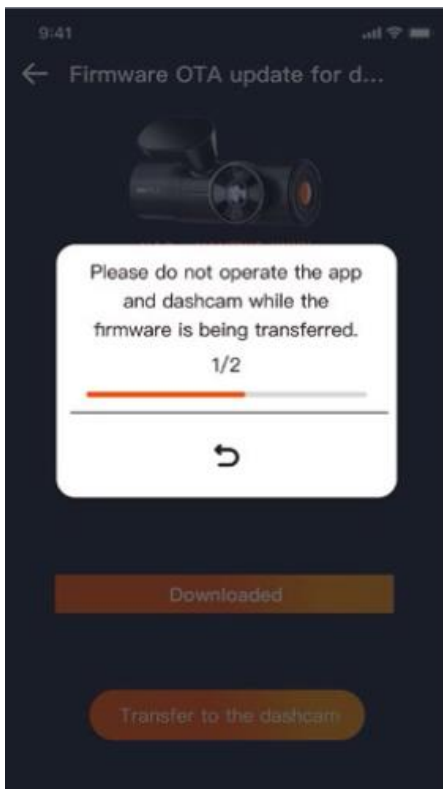 9:41
Firmware OTA update for d...
Please do not operate the app
and dashcam while the
firmware is being transferred.
1/2
Downloaded
Transfer to the dashcam